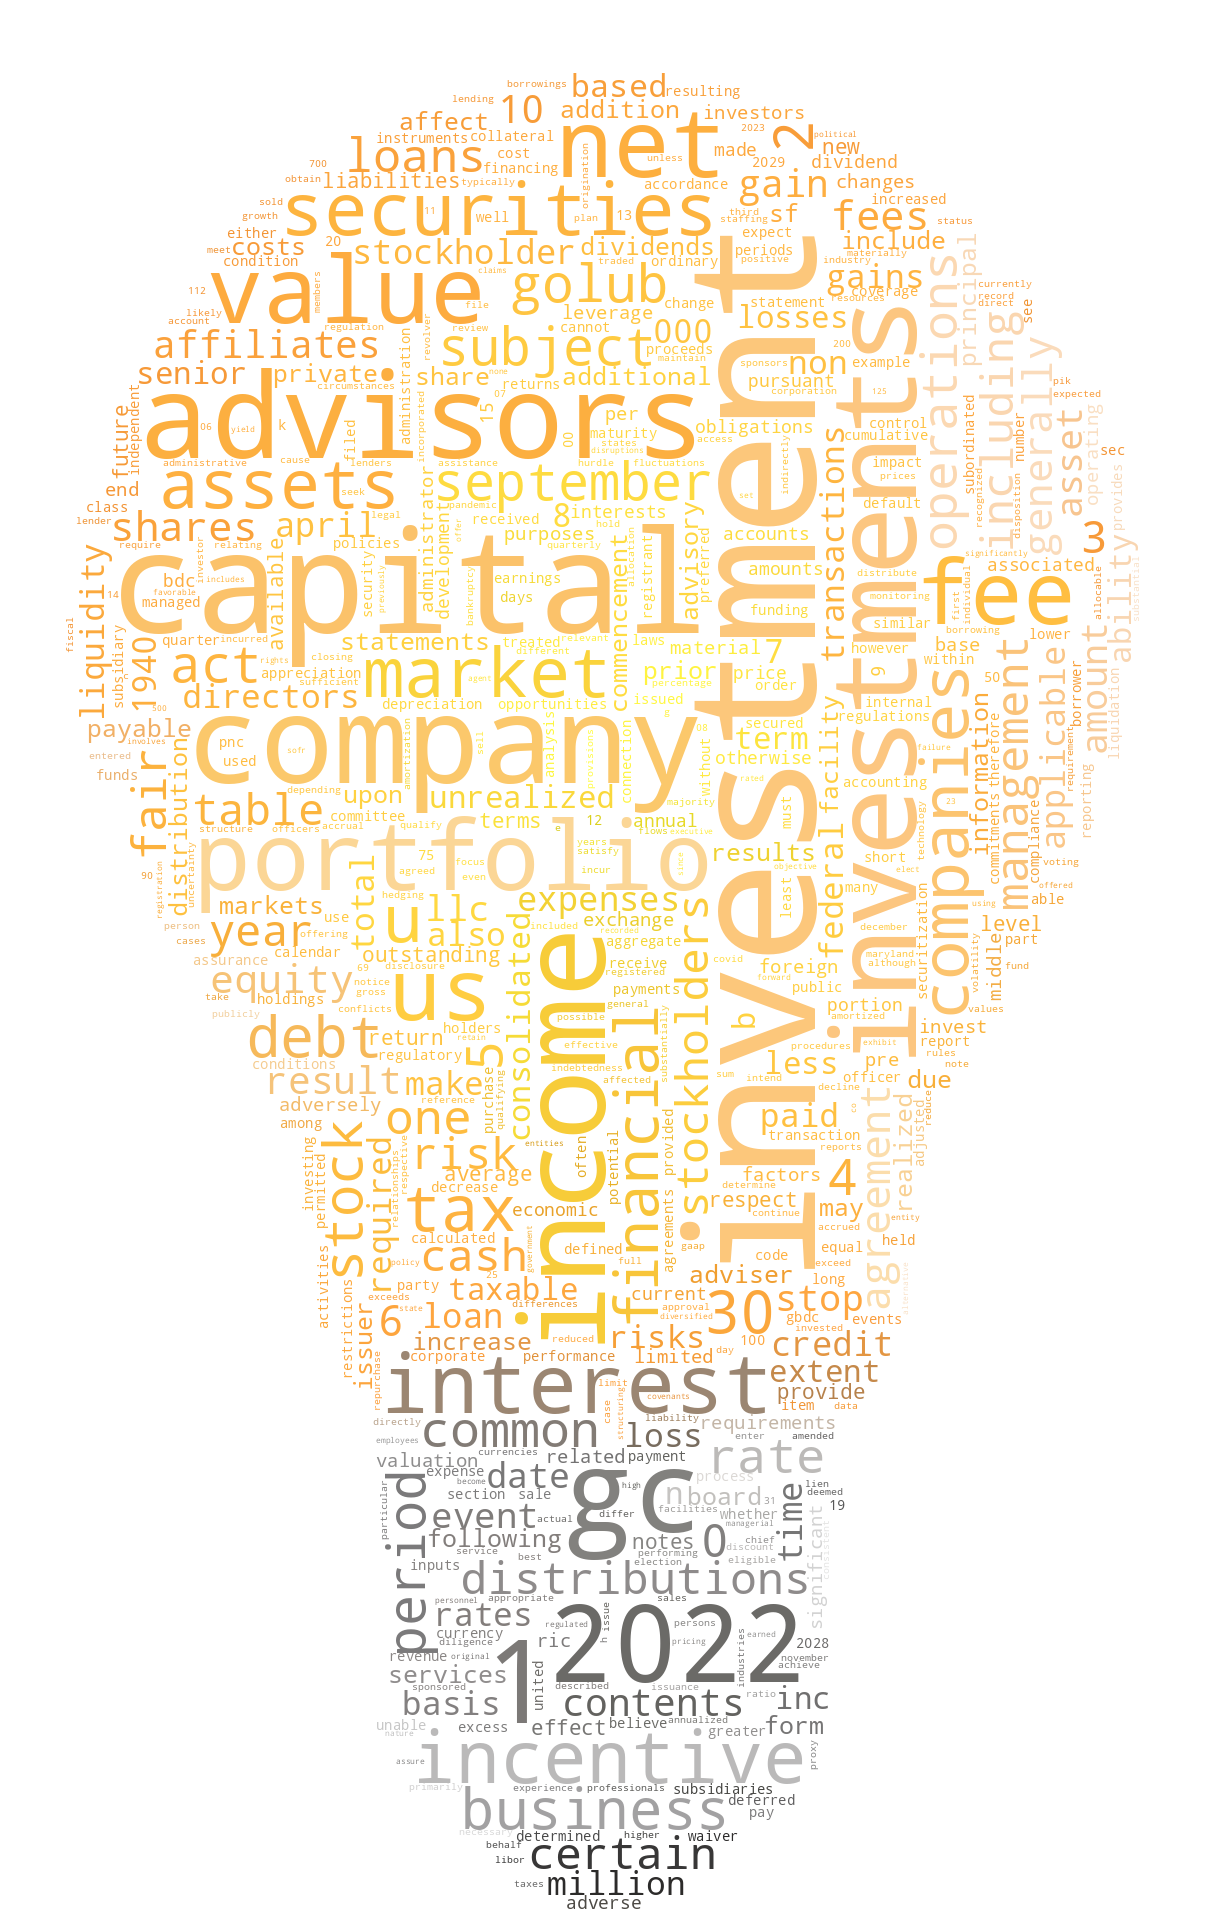 borrowings
based
resulting
lending
10
addition
investors
affect
net
2
2023
political
instruments
collateral
loans
cost
financing
unless
made
new
700
obtain
liabilities
typically
origination
accordance
2029
dividend
gain
changes
sold
growth
securities
11
well
plan
13
third
staffing
sf
fees
increased
status
either
costs
20
stockholder
dividends
ordinary
expect
periods
positive
include
materially
industry
meet
condition
members
value
claims
traded
golub
gains
coverage
resources
principal
operations
currently
record
direct
see
112
likely
account
regulation
file
leverage
change
statement
losses
000
revolver
review
cannot
proceeds
maintain
200
affiliates
subject
sponsors
non
example
including
generally
senior
private
share
none
returns
additional
pursuant
corporation
125
pik
expected
circumstances
administration
incorporated
07
15
per
maturity
obligations
access
control
cumulative
subordinated
number
asset
operating
future
independent
advisors
06
yield
k
filed
00
states
disruptions
investment
investments
transactions
indirectly
impact
prices
sec
administrative
cause
lenders
assistance
hurdle
fluctuations
default
recognized
disposition
provides
end
class
lender
assets
seek
september
pandemic
set
3
shares
april
illegal
administrator
offer
received
8
interests
hold
advisory
accounts
require
relating
policies
development
purposes
quarterly
allocation
registrant
preferred
significantly
associated
ability
substantial
liquidity
bdc
14
managed
includes
favorable
investor
available
capital
security
previously
bankruptcy
earnings
days
commencement
amounts
distribute
fee
allocable
fiscal
subsidiary
1940
quarter
incurred
closing
statements
treated
relevant
different
laws
funding
monitoring
similar
first
individual
borrowing
lower
act
rights
appreciation
sufficient
market
agent
prior
material
7
percentage
price
order
however
9
base
within
management
applicable
amount
50
borrower
c
500
directors
depreciation
opportunities
issued
g
secured
internal
regulations
companies
liquidation
payable
involves
entered
pnc
used
company
sofr
amortization
sell
analysis
provisions
connection
08
without
term
otherwise
rated
facility
failure
information
therefore
requirement
funds
fair
distribution
depending
unrealized
majority
accounting
reporting
table
upon
committee
terms
e
12
annual
must
23
commitments
compliance
structure
officers
accrual
qualify
flows
executive
federal
technology
portfolio
years
satisfy
results
short
voting
90
registration
uncertainty
75
agreed
focus
even
incur
since
objective
least
many
elect
offered
able
hedging
using
markets
total
u
llc
expenses
december
person
cases
year
use
offering
also
included
exchange
recorded
level
calendar
outstanding
consolidated
aggregate
maryland
although
securitization
middle
part
assurance
69
notice
gross
disclosure
income
receive
registered
covid
foreign
forward
equity
us
payments
public
volatility
fund
take
holdings
conflicts
general
stockholders
portion
amortized
values
publicly
holders
retain
possible
financial
b
invest
debt
return
effective
substantially
procedures
exhibit
report
rules
note
conditions
regulatory
5
indebtedness
less
pre
result
make
purchase
qualifying
affected
sum
intend
decline
officer
due
adversely
reference
paid
co
agreement
realized
adjusted
reduce
among
one
transaction
stock
required
relationships
respective
risk
entities
often
potential
provided
reports
investing
permitted
average
decrease
factors
determine
4
tax
economic
respect
continue
may
accrued
entity
calculated
government
defined
agreements
gaap
code
equal
held
policy
cash
25
full
adviser
exceed
alternative
activities
restrictions
party
exceeds
taxable
current
long
state
differences
approval
diversified
30
stop
gbdc
invested
events
issuer
6
loan
reduced
risks
100
increase
credit
repurchase
corporate
performance
limited
day
extent
interest
limit
covenants
provide
directly
case
structuring
liability
item
data
employees
common
loss
requirements
enter
amended
currencies
valuation
related
payment
rate
expense
become
date
gc
high
process
lien
deemed
particular
period
section
sale
n
board
31
19
event
actual
differ
facilities
whether
managerial
time
following
notes
0
chief
discount
significant
consistent
service
best
performing
election
eligible
inputs
distributions
personnel
appropriate
sales
rates
h
issue
regulated
2022
persons
earned
currency
diligence
ric
pricing
industries
2028
revenue
original
1
november
achieve
services
united
sponsored
described
issuance
ratio
basis
contents
inc
unable
nature
excess
effect
believe
annualized
greater
form
incentive
proxy
assure
primarily
experience
professionals
subsidiaries
business
deferred
pay
necessary
determined
higher
waiver
behalf
certain
libor
taxes
million
adverse